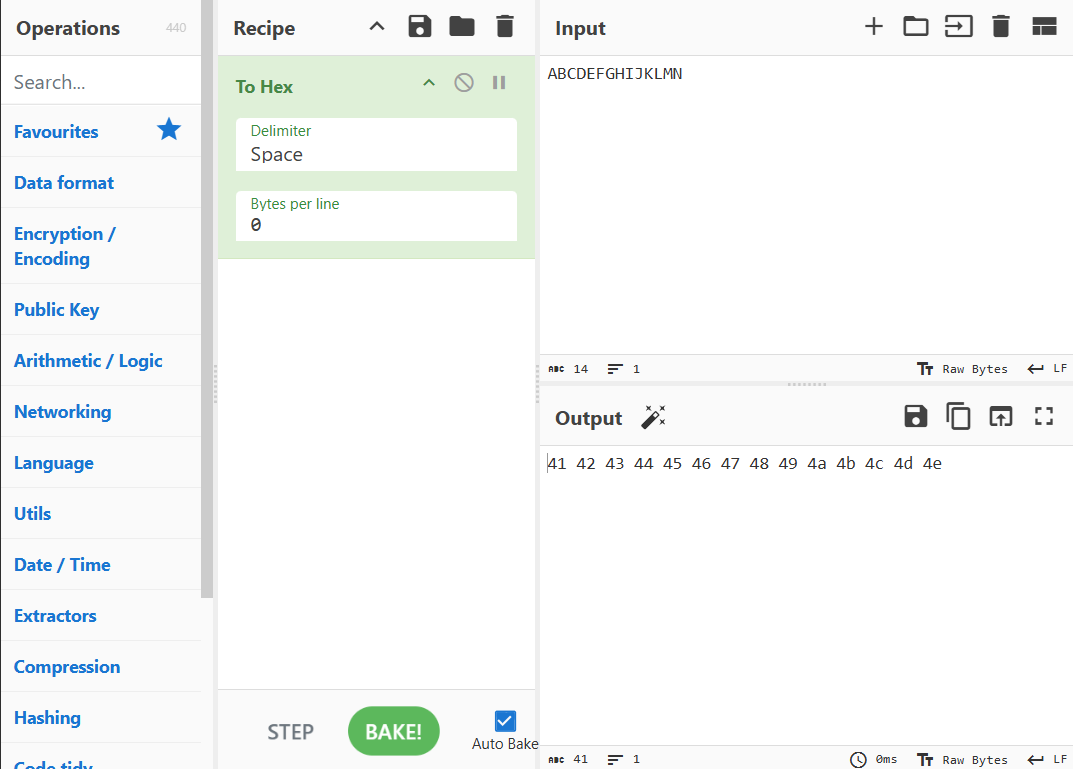 Operations 440
Search...
Favourites
Data format
Encryption /
Encoding
Public Key
Arithmetic / Logic
Networking
Language
Utils
Date / Time
Extractors
Compression
Hashing
Code tidy
Recipe
To Hex
Delimiter
Space
Bytes per line
0
STEP
BAKE!
Auto Bake
Input
ABCDEFGHIJKLMN
ABC 14 1 Tт Raw Bytes LF
Output
41 42 43 44 45 46 47 48 49 4a 4b 4c 4d 4e
ABC 41 1 0ms Tт Raw Bytes LF